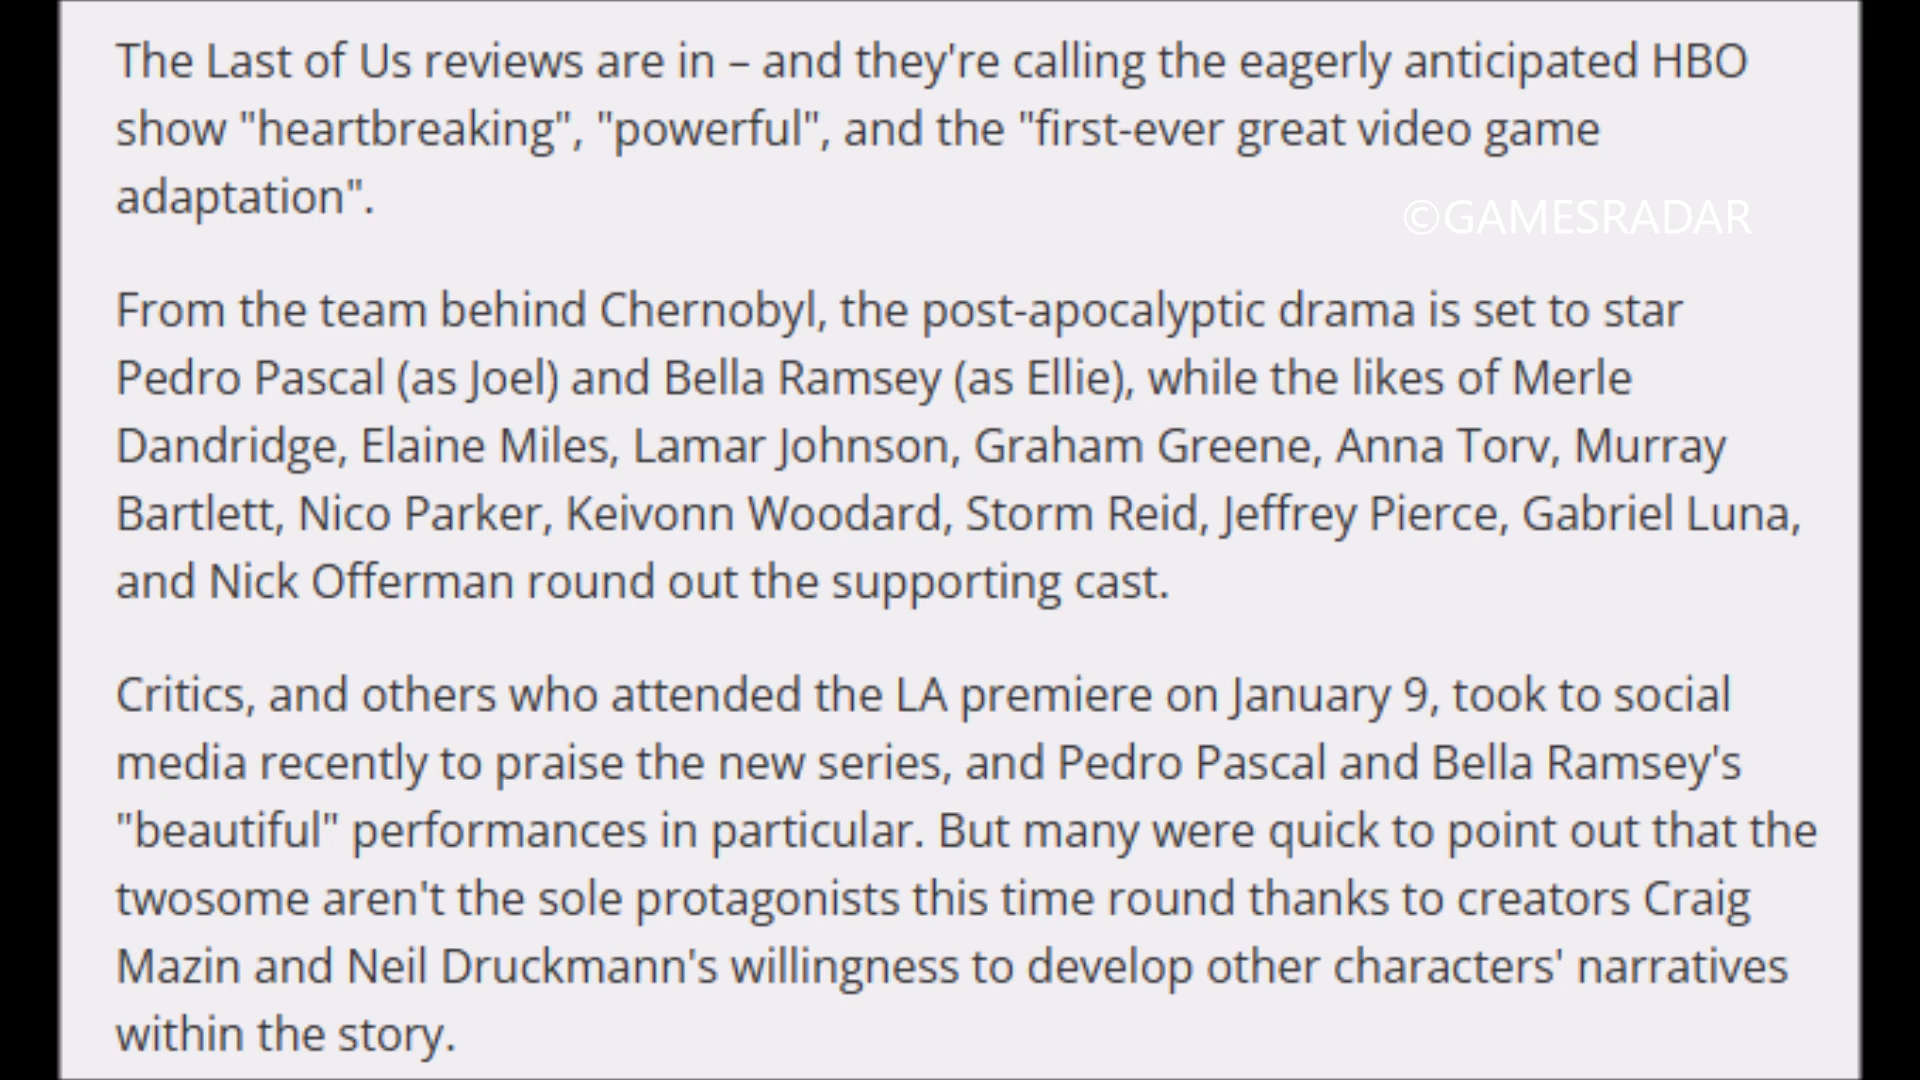 The Last of Us reviews are in – and they're calling the eagerly anticipated HBO
show "heartbreaking", "powerful", and the "first-ever great video game
adaptation".
©GAMESRADAR
From the team behind Chernobyl, the post-apocalyptic drama is set to star
Pedro Pascal (as Joel) and Bella Ramsey (as Ellie), while the likes of Merle
Dandridge, Elaine Miles, Lamar Johnson, Graham Greene, Anna Torv, Murray
Bartlett, Nico Parker, Keivonn Woodard, Storm Reid, Jeffrey Pierce, Gabriel Luna,
and Nick Offerman round out the supporting cast.
Critics, and others who attended the LA premiere on January 9, took to social
media recently to praise the new series, and Pedro Pascal and Bella Ramsey's
"beautiful" performances in particular. But many were quick to point out that the
twosome aren't the sole protagonists this time round thanks to creators Craig
Mazin and Neil Druckmann's willingness to develop other characters' narratives
within the story.